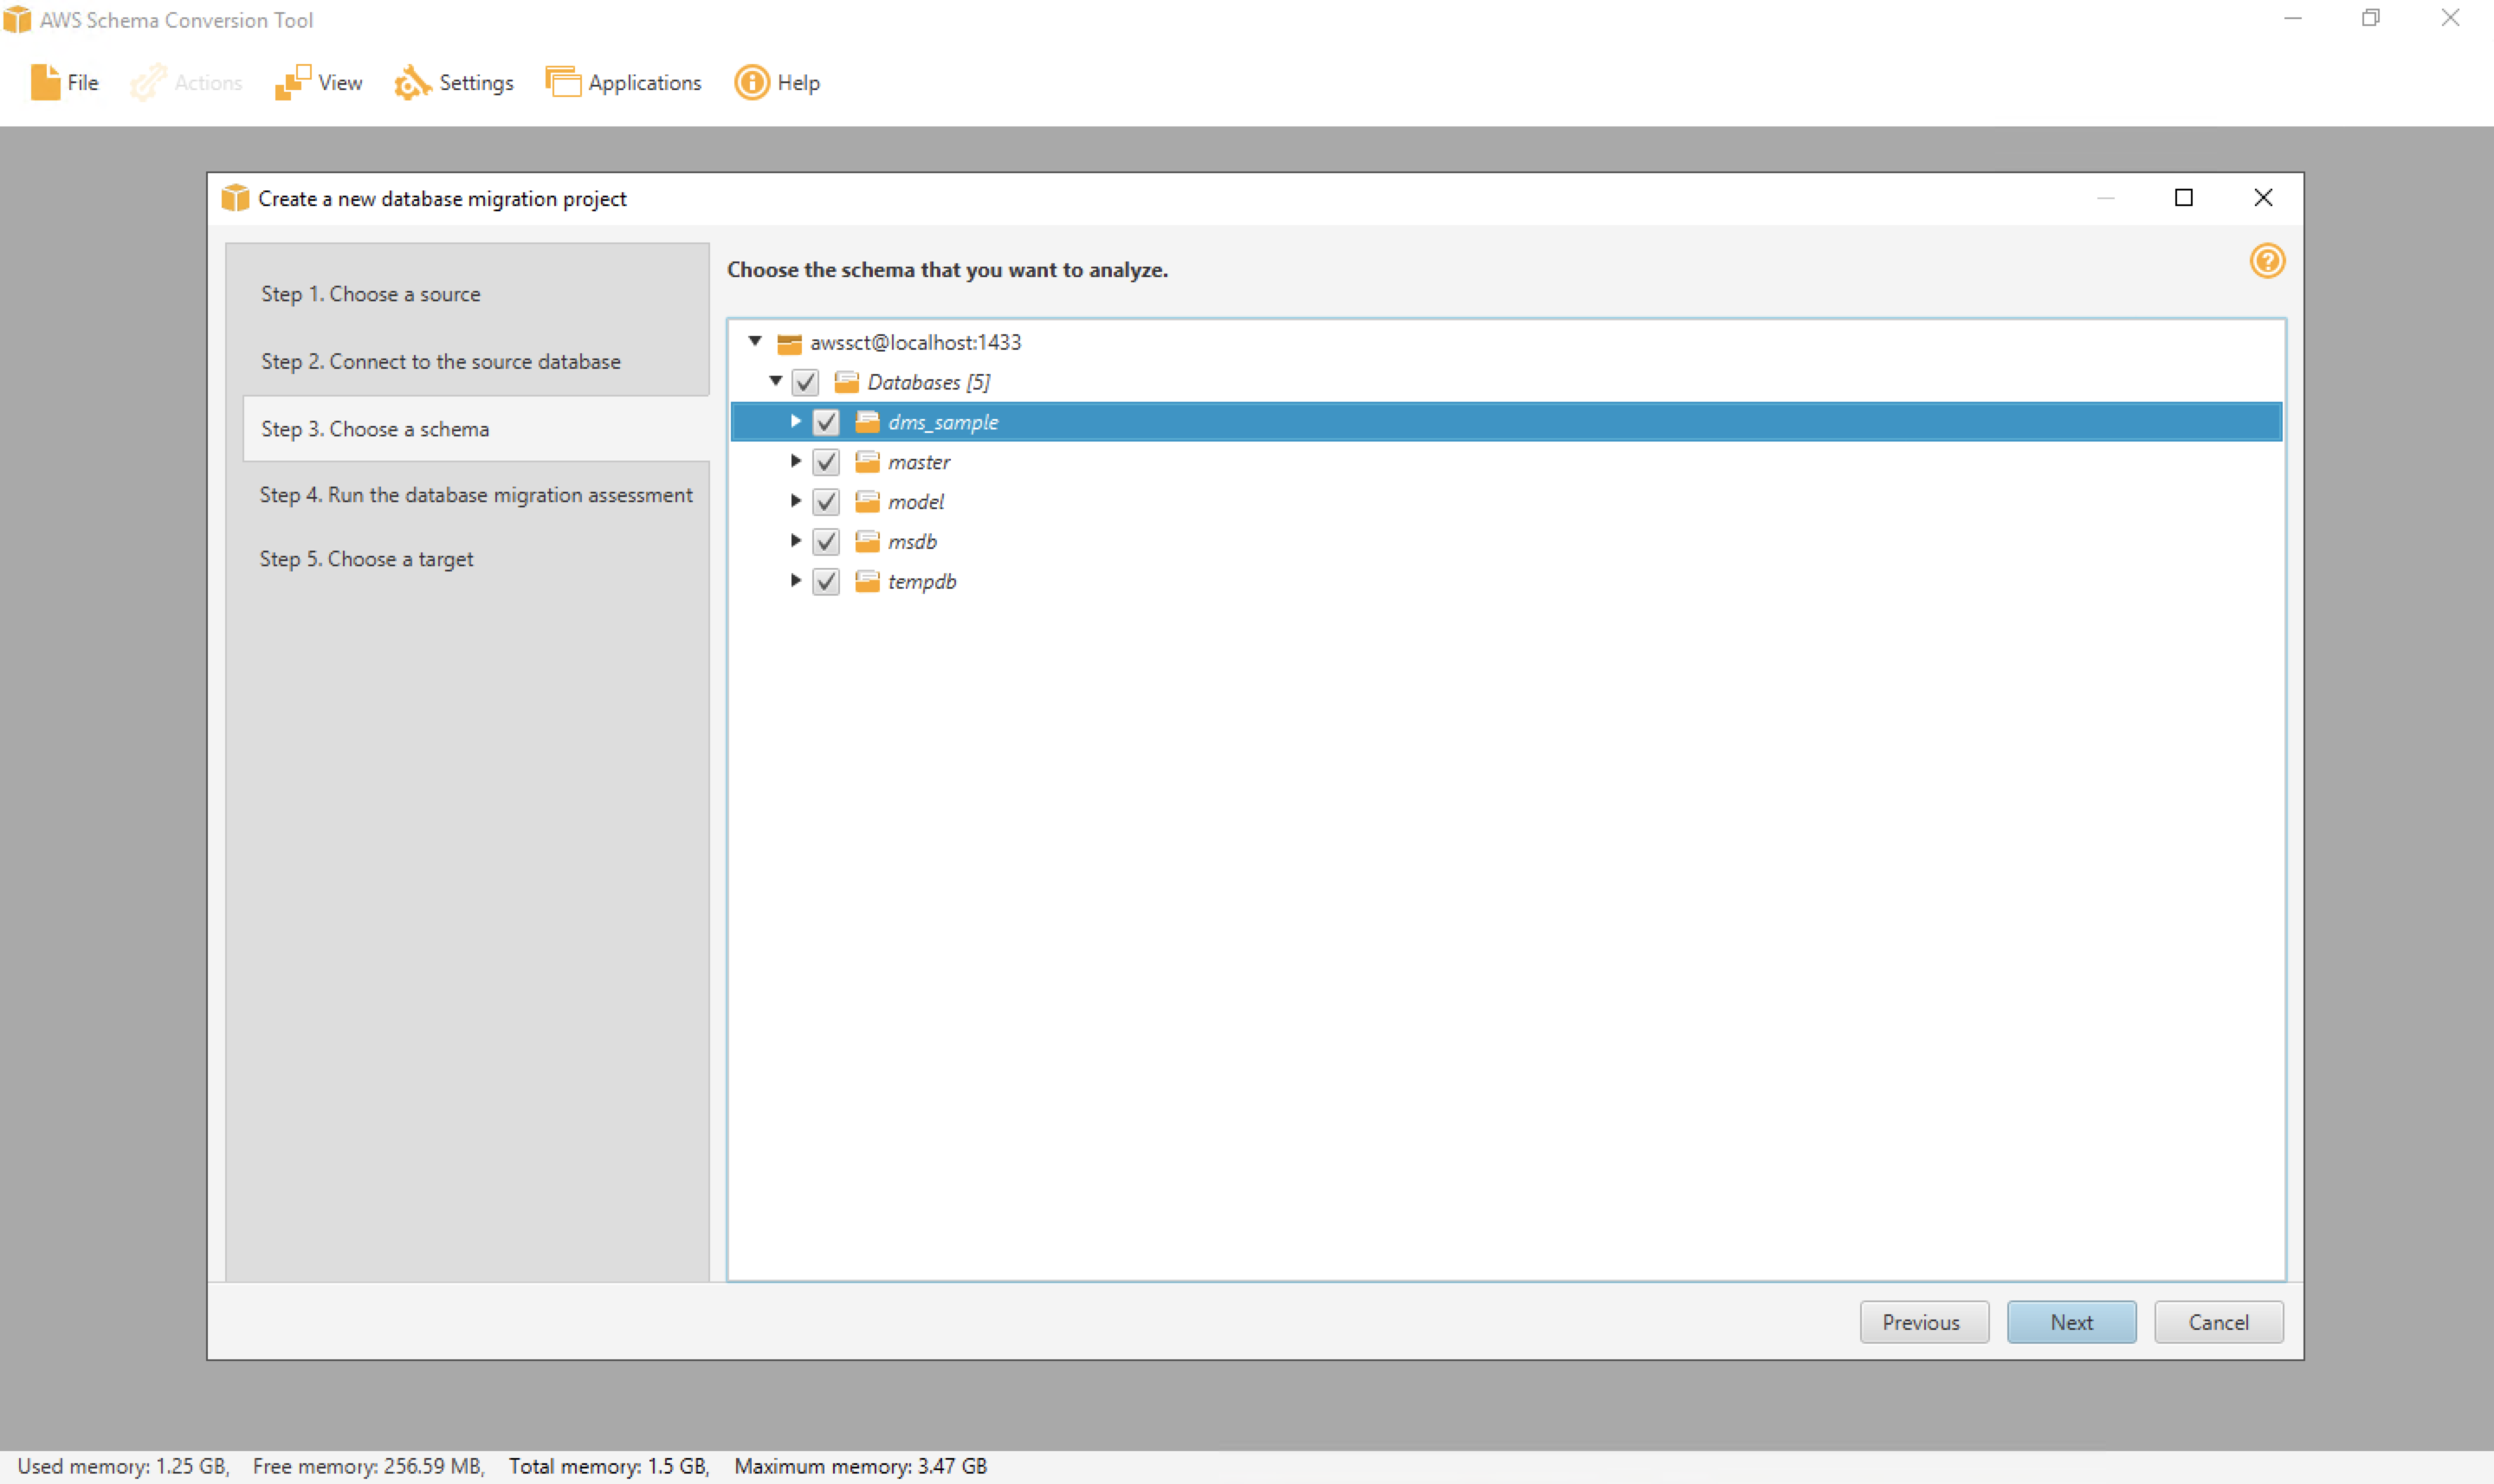 AWS Schema Conversion Tool
File Actions View Settings Applications Help
Create a new database migration project
Step 1. Choose a source
Step 2. Connect to the source database
Step 3. Choose a schema
Step 4. Run the database migration assessment
Step 5. Choose a target
Choose the schema that you want to analyze.
?
awssct@localhost:1433
Databases [5]
dms_sample
master
model
msdb
tempdb
Previous Next Cancel
Used memory: 1.25 GB, Free memory: 256.59 MB, Total memory: 1.5 GB, Maximum memory: 3.47 GB